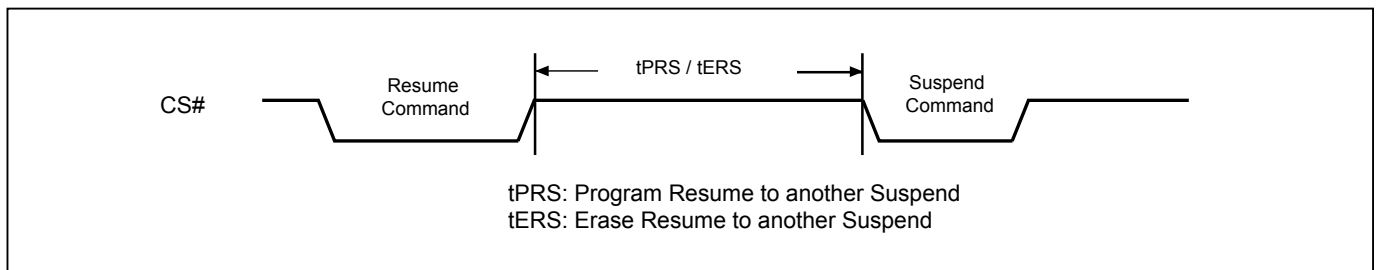 tPRS / tERS
Resume
Command
Suspend
Command
CS#
tPRS: Program Resume to another Suspend
tERS: Erase Resume to another Suspend